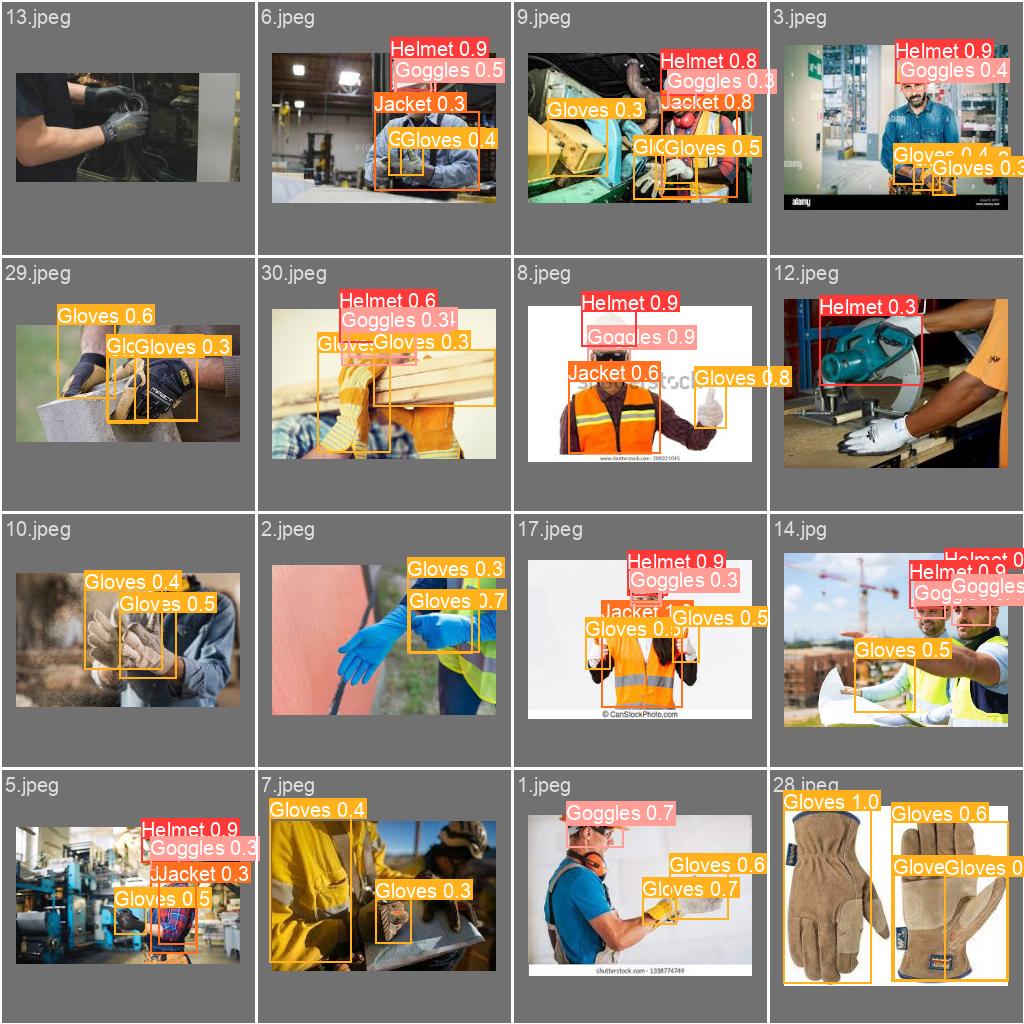 13.jpeg
6.jpeg
Helmet 0.9
Goggles 0.5
Jacket 0.3
Gloves 0.4
9.jpeg
Helmet 0.8
Goggles 0.3
Jacket 0.8
Gloves 0.3
Gloves 0.5
3.jpeg
Helmet 0.9
Goggles 0.4
Gloves 0.4
Gloves 0.3
alamy
alamy
29.jpeg
Gloves 0.6
Gloves 0.3
30.jpeg
Helmet 0.6
Goggles 0.3
Gloves
Gloves 0.3
8.jpeg
Helmet 0.9
Goggles 0.9
Jacket 0.6
Gloves 0.8
shutterstock
12.jpeg
Helmet 0.3
10.jpeg
Gloves 0.4
Gloves 0.5
2.jpeg
Gloves 0.3
Gloves 0.7
17.jpeg
Helmet 0.9
Goggles 0.3
Jacket
Gloves 0.5
Gloves 0.5
© CanStockPhoto.com
14.jpg
Helmet 0
Helmet 0.9
Goggles
Gloves 0.5
5.jpeg
Helmet 0.9
Goggles 0.3
Jacket 0.3
Gloves 0.5
7.jpeg
Gloves 0.4
Gloves 0.3
1.jpeg
Goggles 0.7
Gloves 0.6
Gloves 0.7
shutterstock.com · 1338774749
28.jpeg
Gloves 1.0
Gloves 0.6
Glove
Gloves 0